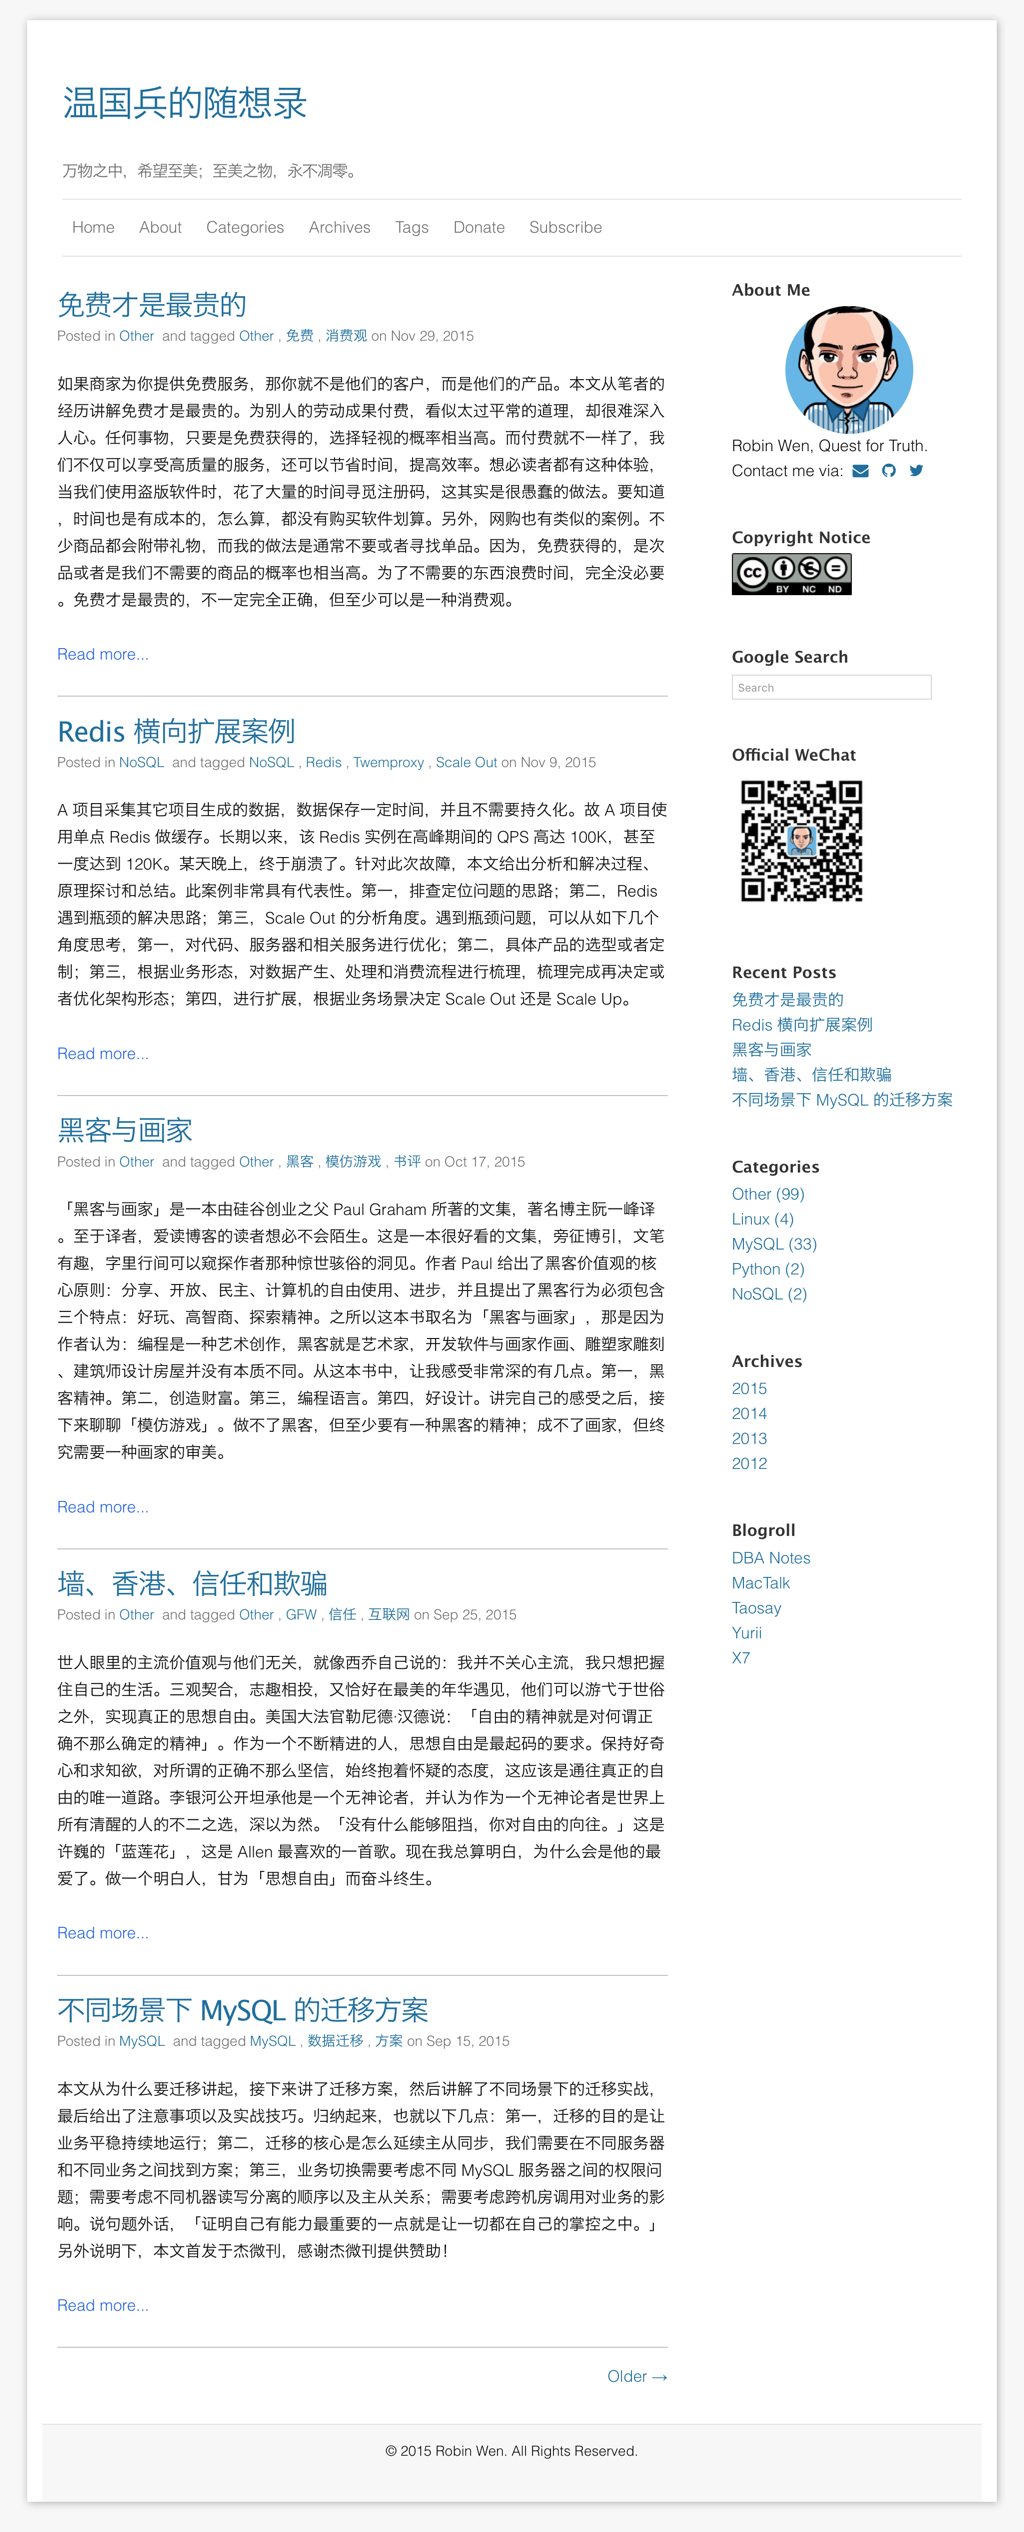 温国兵的随想录
万物之中，希望至美；至美之物，永不凋零。
Home About Categories Archives Tags Donate Subscribe
免费才是最贵的
Posted in Other and tagged Other , 免费 , 消费观 on Nov 29, 2015
如果商家为你提供免费服务，那你就不是他们的客户，而是他们的产品。本文从笔者的
经历讲解免费才是最贵的。为别人的劳动成果付费，看似太过平常的道理，却很难深入
人心。任何事物，只要是免费获得的，选择轻视的概率相当高。而付费就不一样了，我
们不仅可以享受高质量的服务，还可以节省时间，提高效率。想必读者都有这种体验，
当我们使用盗版软件时，花了大量的时间寻觅注册码，这其实是很愚蠢的做法。要知道
，时间也是有成本的，怎么算，都没有购买软件划算。另外，网购也有类似的案例。不
少商品都会附带礼物，而我的做法是通常不要或者寻找单品。因为，免费获得的，是次
品或者是我们不需要的商品的概率也相当高。为了不需要的东西浪费时间，完全没必要
。免费才是最贵的，不一定完全正确，但至少可以是一种消费观。
Read more...
Redis 横向扩展案例
Posted in NoSQL and tagged NoSQL , Redis , Twemproxy , Scale Out on Nov 9, 2015
A 项目采集其它项目生成的数据，数据保存一定时间，并且不需要持久化。故 A 项目使
用单点 Redis 做缓存。长期以来，该 Redis 实例在高峰期间的 QPS 高达 100K，甚至
一度达到 120K。某天晚上，终于崩溃了。针对此次故障，本文给出分析和解决过程、
原理探讨和总结。此案例非常具有代表性。第一，排查定位问题的思路；第二，Redis
遇到瓶颈的解决思路；第三，Scale Out 的分析角度。遇到瓶颈问题，可以从如下几个
角度思考，第一，对代码、服务器和相关服务进行优化；第二，具体产品的选型或者定
制；第三，根据业务形态，对数据产生、处理和消费流程进行梳理，梳理完成再决定或
者优化架构形态；第四，进行扩展，根据业务场景决定 Scale Out 还是 Scale Up。
Read more...
黑客与画家
Posted in Other and tagged Other , 黑客 , 模仿游戏 , 书评 on Oct 17, 2015
「黑客与画家」是一本由硅谷创业之父 Paul Graham 所著的文集，著名博主阮一峰译
。至于译者，爱读博客的读者想必不会陌生。这是一本很好看的文集，旁征博引，文笔
有趣，字里行间可以窥探作者那种惊世骇俗的洞见。作者 Paul 给出了黑客价值观的核
心原则：分享、开放、民主、计算机的自由使用、进步，并且提出了黑客行为必须包含
三个特点：好玩、高智商、探索精神。之所以这本书取名为「黑客与画家」，那是因为
作者认为：编程是一种艺术创作，黑客就是艺术家，开发软件与画家作画、雕塑家雕刻
、建筑师设计房屋并没有本质不同。从这本书中，让我感受非常深的有几点。第一，黑
客精神。第二，创造财富。第三，编程语言。第四，好设计。讲完自己的感受之后，接
下来聊聊「模仿游戏」。做不了黑客，但至少要有一种黑客的精神；成不了画家，但终
究需要一种画家的审美。
Read more...
墙、香港、信任和欺骗
Posted in Other and tagged Other , GFW , 信任 , 互联网 on Sep 25, 2015
世人眼里的主流价值观与他们无关，就像西乔自己说的：我并不关心主流，我只想把握
住自己的生活。三观契合，志趣相投，又恰好在最美的年华遇见，他们可以游弋于世俗
之外，实现真正的思想自由。美国大法官勒尼德·汉德说：「自由的精神就是对何谓正
确不那么确定的精神」。作为一个不断精进的人，思想自由是最起码的要求。保持好奇
心和求知欲，对所谓的正确不那么坚信，始终抱着怀疑的态度，这应该是通往真正的自
由的唯一道路。李银河公开坦承他是一个无神论者，并认为作为一个无神论者是世界上
所有清醒的人的不二之选，深以为然。「没有什么能够阻挡，你对自由的向往。」这是
许巍的「蓝莲花」，这是 Allen 最喜欢的一首歌。现在我总算明白，为什么会是他的最
爱了。做一个明白人，甘为「思想自由」而奋斗终生。
Read more...
不同场景下 MySQL 的迁移方案
Posted in MySQL and tagged MySQL , 数据迁移 , 方案 on Sep 15, 2015
本文从为什么要迁移讲起，接下来讲了迁移方案，然后讲解了不同场景下的迁移实战，
最后给出了注意事项以及实战技巧。归纳起来，也就以下几点：第一，迁移的目的是让
业务平稳持续地运行；第二，迁移的核心是怎么延续主从同步，我们需要在不同服务器
和不同业务之间找到方案；第三，业务切换需要考虑不同 MySQL 服务器之间的权限问
题；需要考虑不同机器读写分离的顺序以及主从关系；需要考虑跨机房调用对业务的影
响。说句题外话，「证明自己有能力最重要的一点就是让一切都在自己的掌控之中。」
另外说明下，本文首发于杰微刊，感谢杰微刊提供赞助！
Read more...
Older →
About Me
Robin Wen, Quest for Truth.
Contact me via:
Copyright Notice
cc
BY NC ND
Google Search
Search
Official WeChat
Recent Posts
免费才是最贵的
Redis 横向扩展案例
黑客与画家
墙、香港、信任和欺骗
不同场景下 MySQL 的迁移方案
Categories
Other (99)
Linux (4)
MySQL (33)
Python (2)
NoSQL (2)
Archives
2015
2014
2013
2012
Blogroll
DBA Notes
MacTalk
Taosay
Yurii
X7
© 2015 Robin Wen. All Rights Reserved.